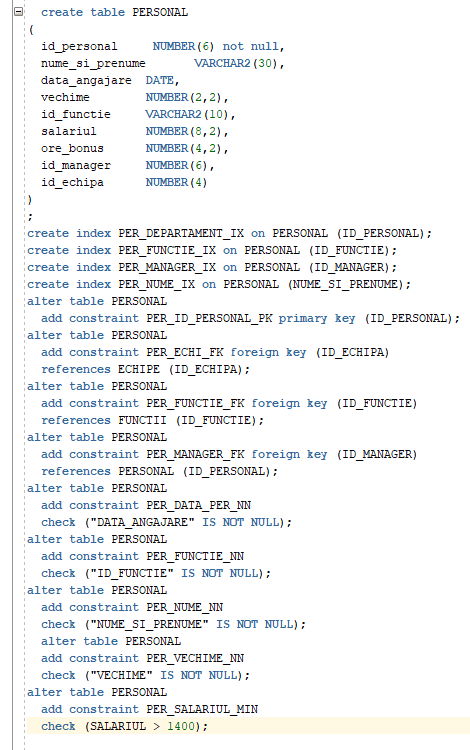 create table PERSONAL
(
id_personal NUMBER(6) not null,
nume_si_prenume VARCHAR2(30),
data_angajare DATE,
vechime NUMBER(2,2),
id_functie VARCHAR2(10),
salariul NUMBER(8,2),
ore_bonus NUMBER(4,2),
id_manager NUMBER(6),
id_echipa NUMBER(4)
)
;
create index PER_DEPARTAMENT_IX on PERSONAL (ID_PERSONAL);
create index PER_FUNCTIE_IX on PERSONAL (ID_FUNCTIE);
create index PER_MANAGER_IX on PERSONAL (ID_MANAGER);
create index PER_NUME_IX on PERSONAL (NUME_SI_PRENUME);
alter table PERSONAL
add constraint PER_ID_PERSONAL_PK primary key (ID_PERSONAL);
alter table PERSONAL
add constraint PER_ECHI_FK foreign key (ID_ECHIPA)
references ECHIPE (ID_ECHIPA);
alter table PERSONAL
add constraint PER_FUNCTIE_FK foreign key (ID_FUNCTIE)
references FUNCTII (ID_FUNCTIE);
alter table PERSONAL
add constraint PER_MANAGER_FK foreign key (ID_MANAGER)
references PERSONAL (ID_PERSONAL);
alter table PERSONAL
add constraint PER_DATA_PER_NN
check ("DATA_ANGAJARE" IS NOT NULL);
alter table PERSONAL
add constraint PER_FUNCTIE_NN
check ("ID_FUNCTIE" IS NOT NULL);
alter table PERSONAL
add constraint PER_NUME_NN
check ("NUME_SI_PRENUME" IS NOT NULL);
alter table PERSONAL
add constraint PER_VECHIME_NN
check ("VECHIME" IS NOT NULL);
alter table PERSONAL
add constraint PER_SALARIUL_MIN
check (SALARIUL > 1400);